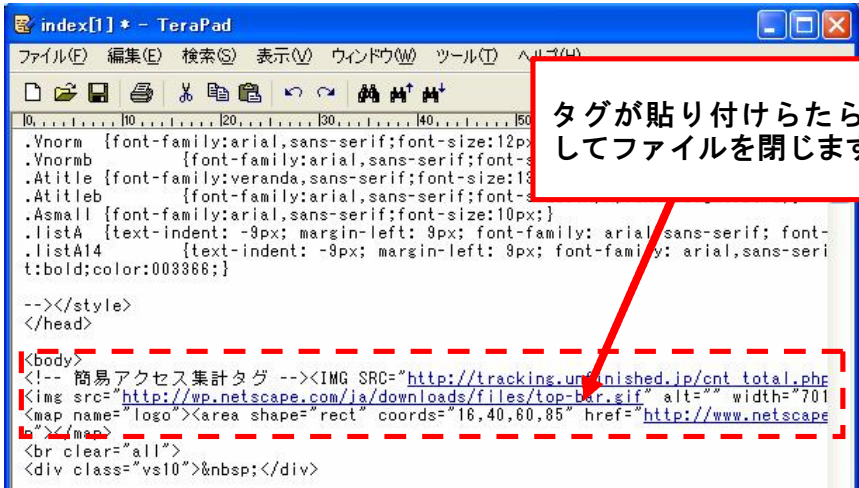 index[1] * - TeraPad
ファイル(F) 編集(E) 検索(S) 表示(V) ウィンドウ(W) ツール(T)
タグが貼り付けらたら
してファイルを閉じます
|0 |10 |20 |30 |40 |50
.Vnorm {font-family:arial,sans-serif;font-size:12px
.Vnormb {font-family:arial,sans-serif;font-s
.Atitle {font-family:veranda,sans-serif;font-size:13
.Atitleb {font-family:arial,sans-serif;font-s
.Asmall {font-family:arial,sans-serif;font-size:10px;}
.listA {text-indent: -9px; margin-left: 9px; font-family: arial,sans-serif; font-
.listA14 {text-indent: -9px; margin-left: 9px; font-family: arial,sans-seri
t:bold;color:003366;}
--></style>
</head>
<body>
<!-- 簡易アクセス集計タグ --><IMG SRC="http://tracking.unfinished.jp/cnt_total.php
<img src="http://wp.netscape.com/ja/downloads/files/top-bar.gif" alt="" width="701
<map name="logo"><area shape="rect" coords="16,40,60,85" href="http://www.netscape
"></map>
<br clear="all">
<div class="vs10">&nbsp;</div>